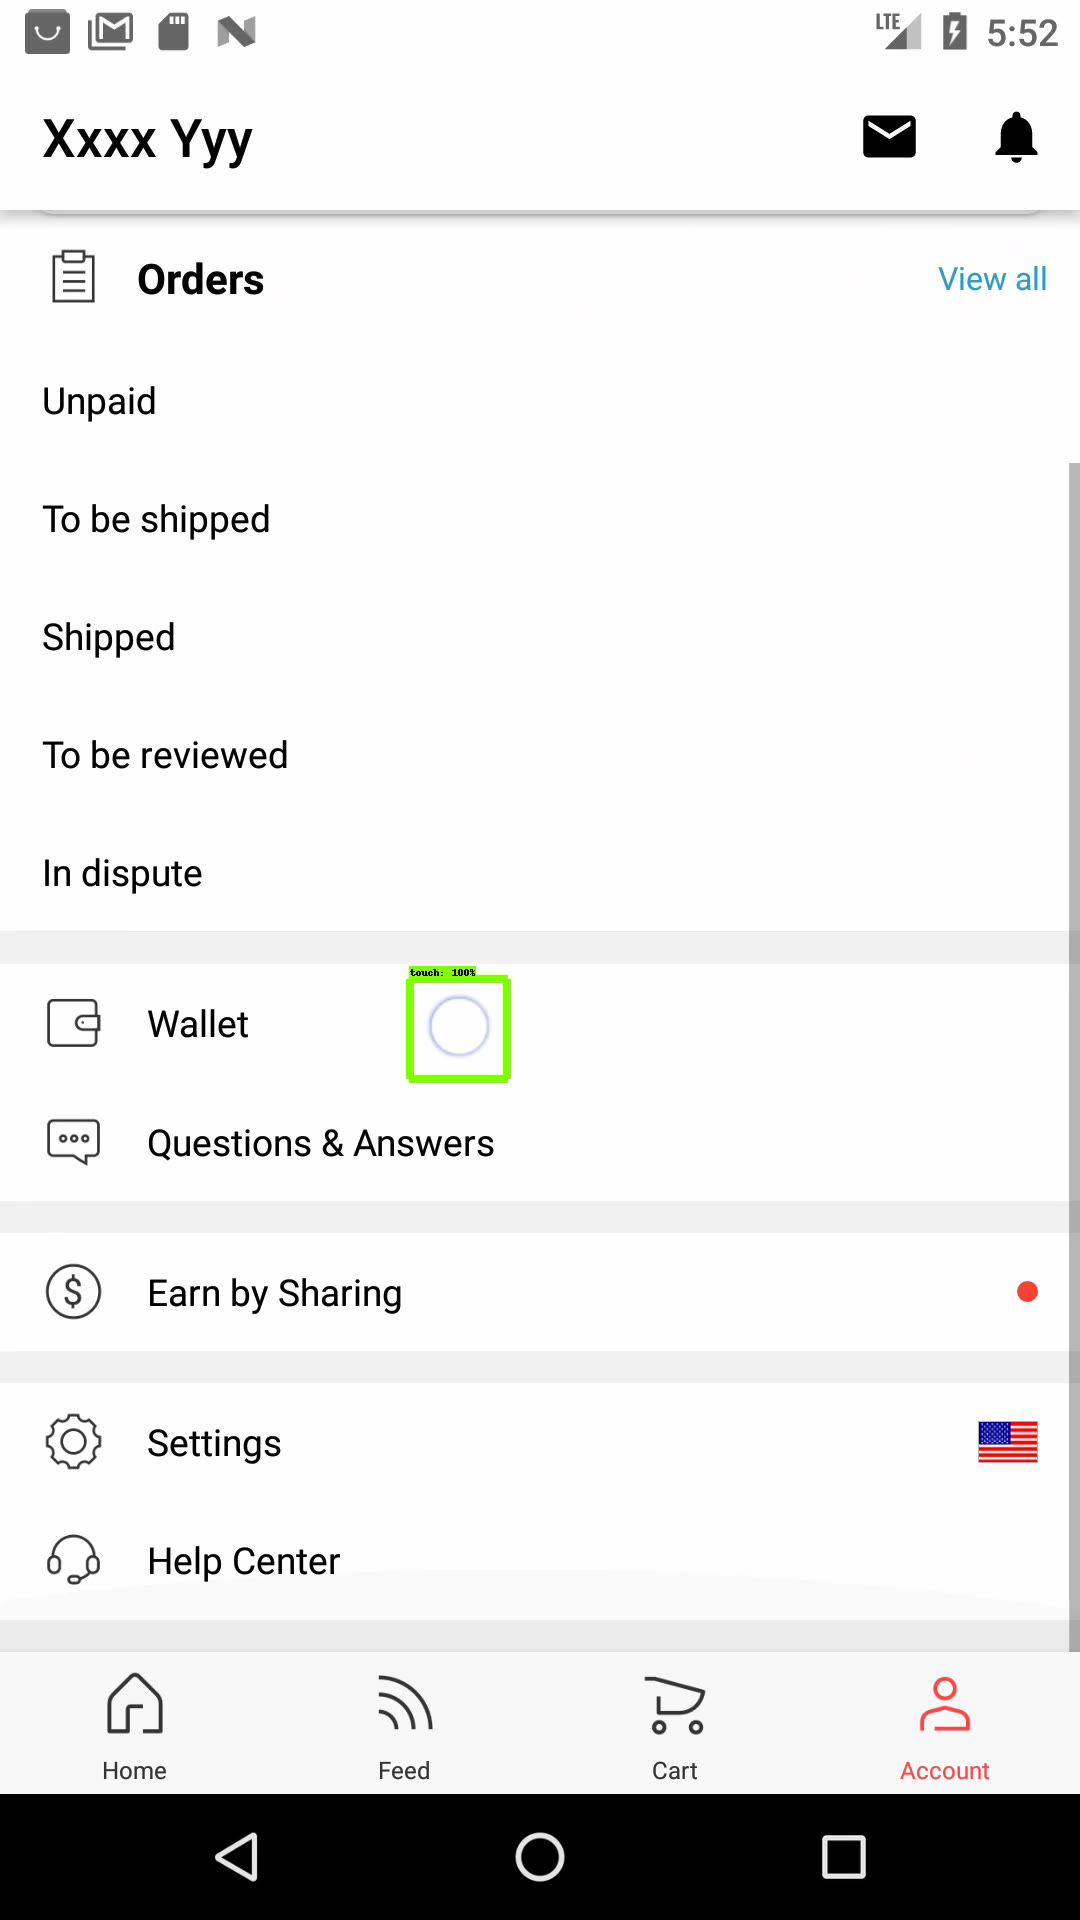 LTE 5:52
Xxxx Yyy
Orders View all
Unpaid
To be shipped
Shipped
To be reviewed
In dispute
touch: 100%
Wallet
Questions & Answers
Earn by Sharing
Settings
Help Center
Home Feed Cart Account